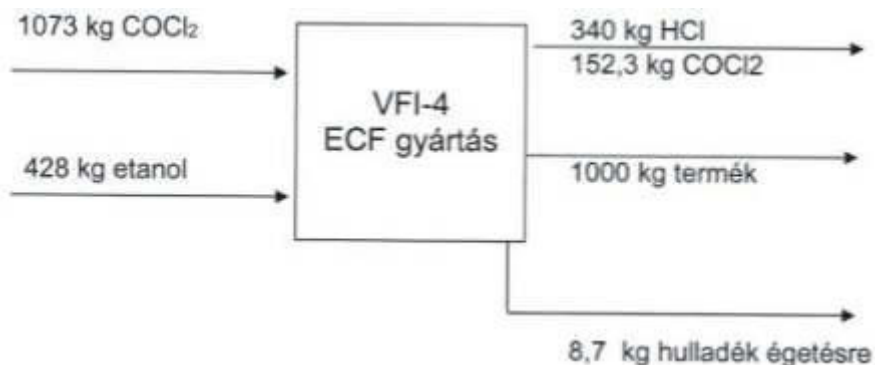 1073 kg COCl₂
428 kg etanol
VFI-4
ECF gyártás
340 kg HCl
152,3 kg COCl2
1000 kg termék
8,7 kg hulladék égetésre